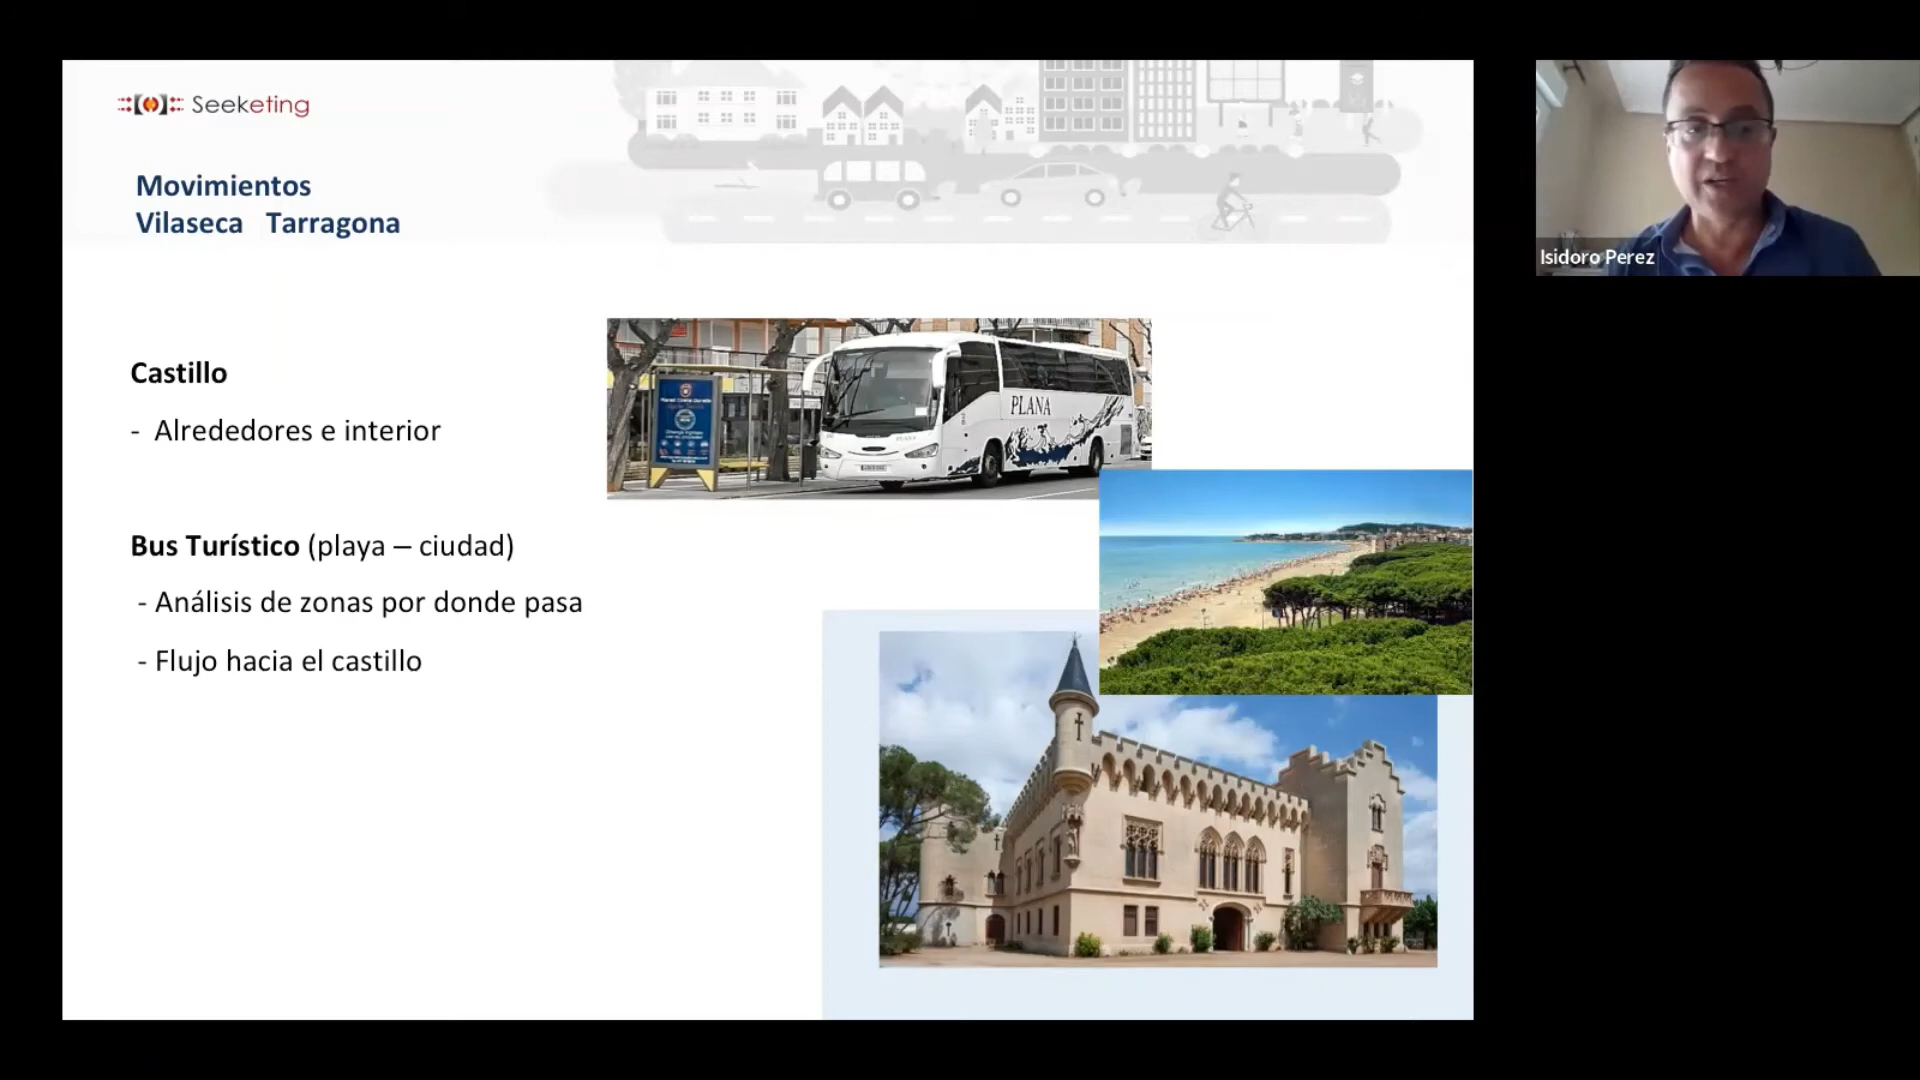 Seeketing
Movimientos
Vilaseca Tarragona
Castillo
- Alrededores e interior
Bus Turístico (playa – ciudad)
- Análisis de zonas por donde pasa
- Flujo hacia el castillo
PLANA
Isidoro Perez